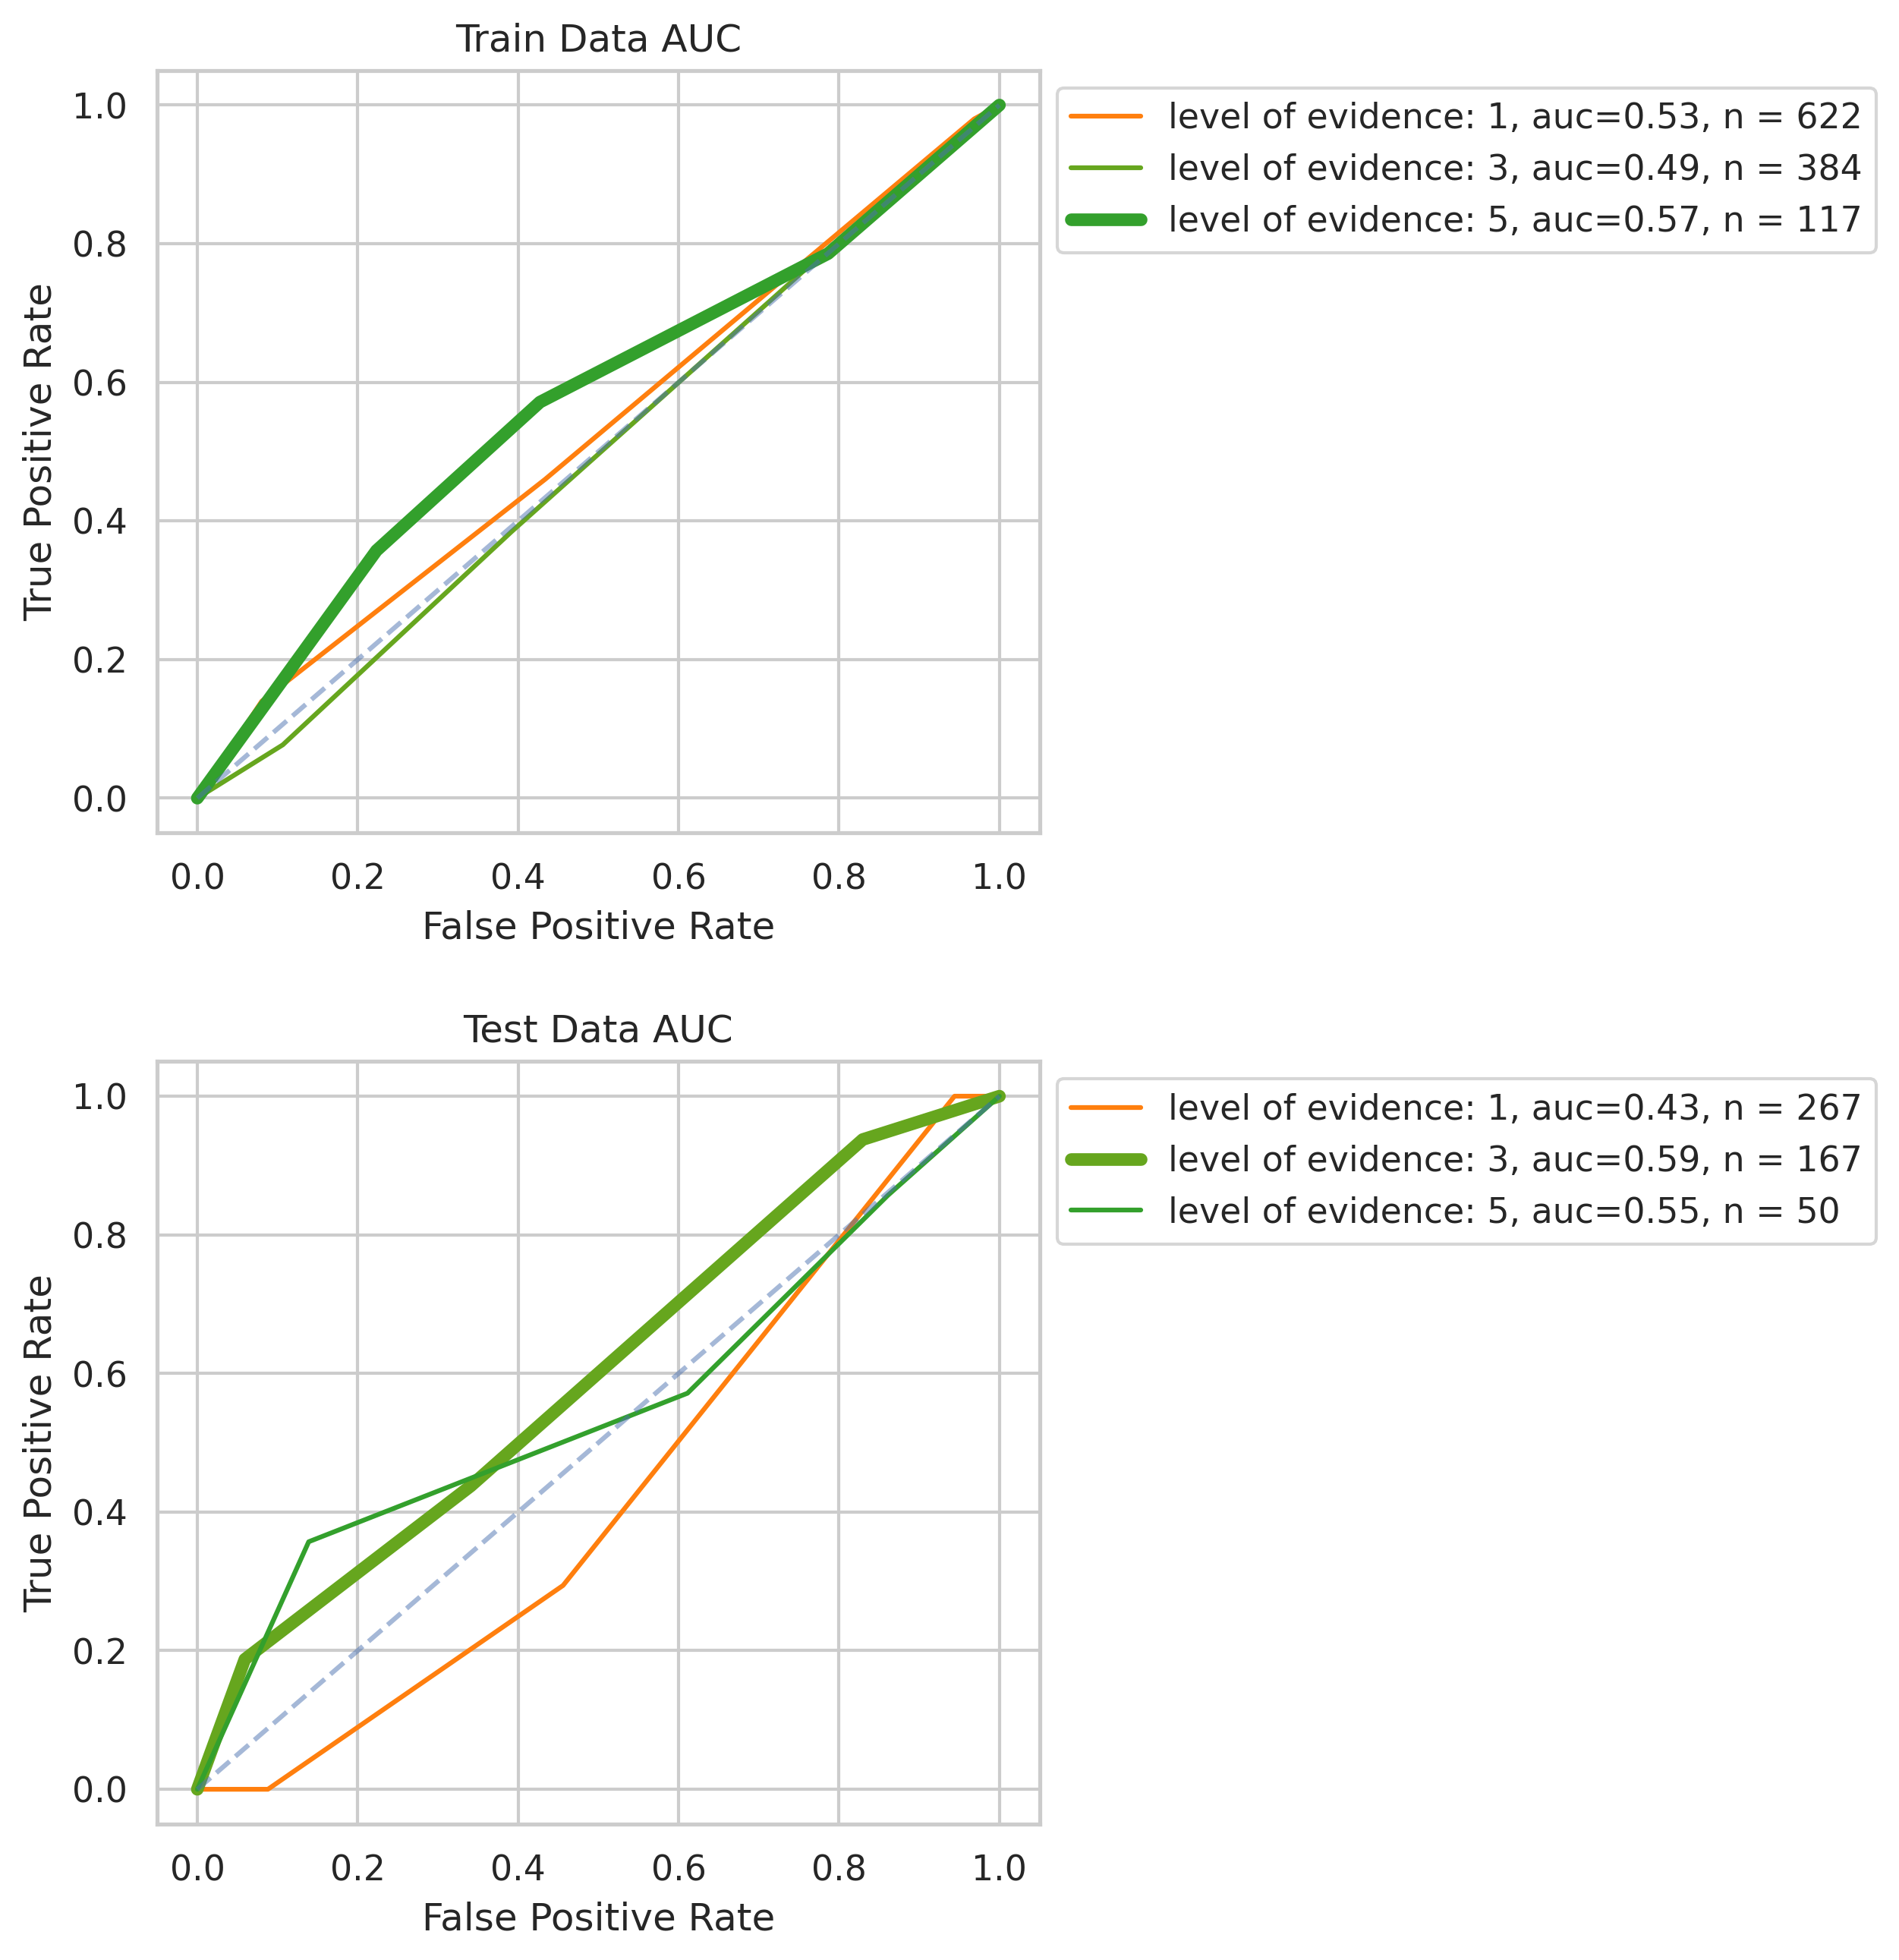 Train Data AUC
1.0
0.8
0.6
0.4
0.2
0.0
True Positive Rate
0.0 0.2 0.4 0.6 0.8 1.0
False Positive Rate
level of evidence: 1, auc=0.53, n = 622
level of evidence: 3, auc=0.49, n = 384
level of evidence: 5, auc=0.57, n = 117
Test Data AUC
1.0
0.8
0.6
0.4
0.2
0.0
True Positive Rate
0.0 0.2 0.4 0.6 0.8 1.0
False Positive Rate
level of evidence: 1, auc=0.43, n = 267
level of evidence: 3, auc=0.59, n = 167
level of evidence: 5, auc=0.55, n = 50